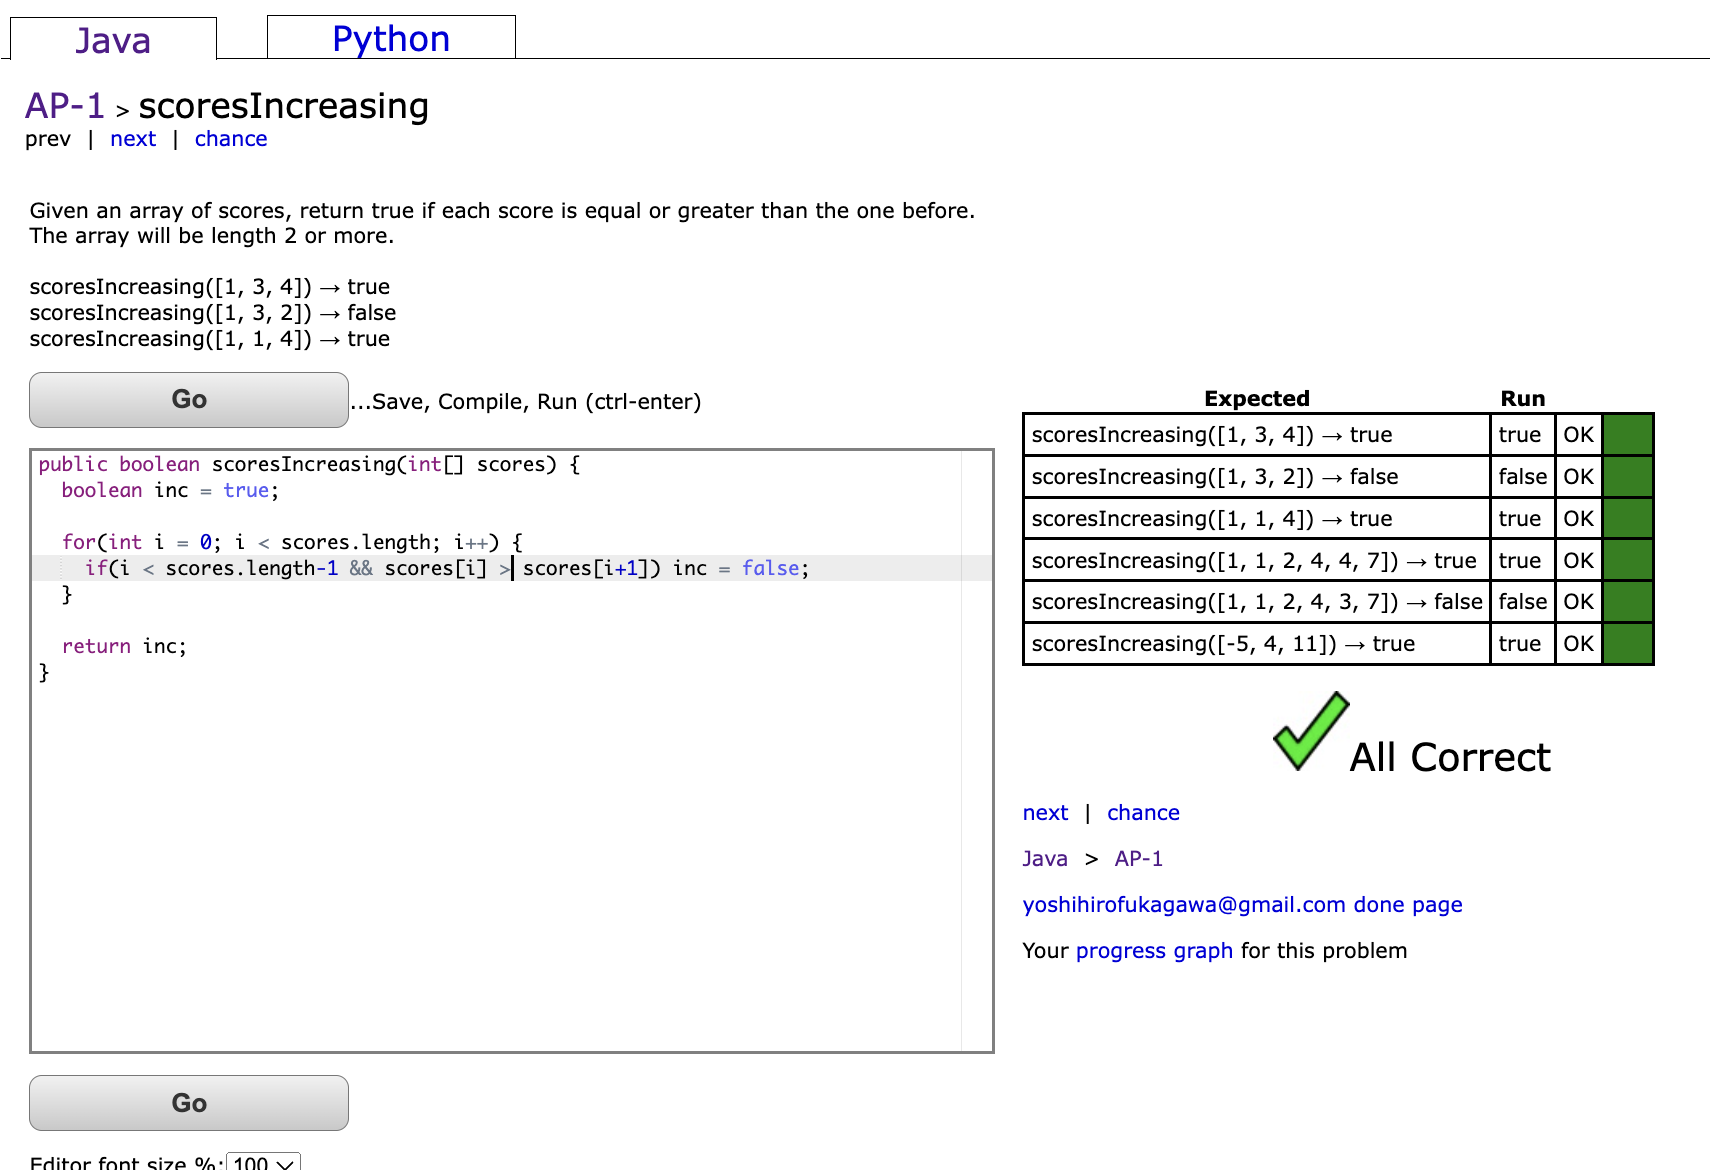 Java
Python
AP-1 > scoresIncreasing
prev | next | chance
Given an array of scores, return true if each score is equal or greater than the one before.
The array will be length 2 or more.
scoresIncreasing([1, 3, 4]) → true
scoresIncreasing([1, 3, 2]) → false
scoresIncreasing([1, 1, 4]) → true
Go ...Save, Compile, Run (ctrl-enter)
public boolean scoresIncreasing(int[] scores) {
  boolean inc = true;
  for(int i = 0; i < scores.length; i++) {
    if(i < scores.length-1 && scores[i] > scores[i+1]) inc = false;
  }
  return inc;
}
Go
Editor font size %: 100
Expected Run
scoresIncreasing([1, 3, 4]) → true true OK
scoresIncreasing([1, 3, 2]) → false false OK
scoresIncreasing([1, 1, 4]) → true true OK
scoresIncreasing([1, 1, 2, 4, 4, 7]) → true true OK
scoresIncreasing([1, 1, 2, 4, 3, 7]) → false false OK
scoresIncreasing([-5, 4, 11]) → true true OK
All Correct
next | chance
Java > AP-1
yoshihirofukagawa@gmail.com done page
Your progress graph for this problem